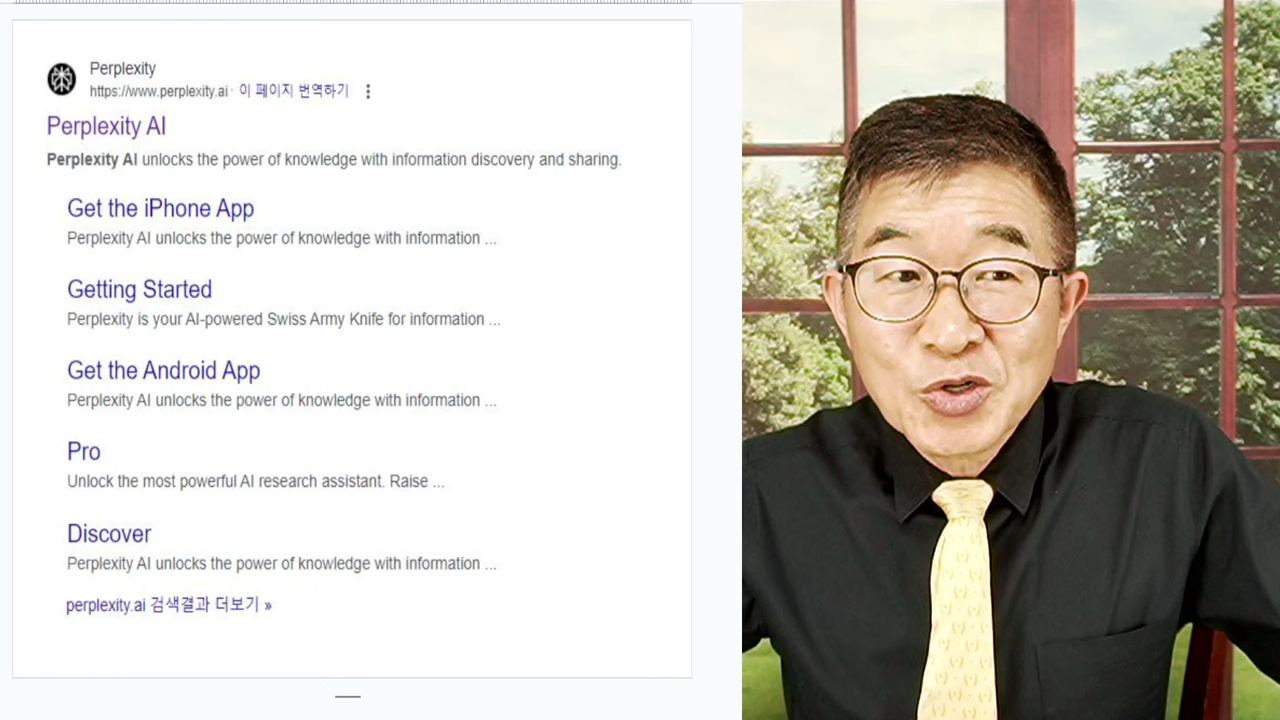 Perplexity
https://www.perplexity.ai · 이 페이지 번역하기
Perplexity AI
Perplexity AI unlocks the power of knowledge with information discovery and sharing.
Get the iPhone App
Perplexity AI unlocks the power of knowledge with information ...
Getting Started
Perplexity is your AI-powered Swiss Army Knife for information ...
Get the Android App
Perplexity AI unlocks the power of knowledge with information ...
Pro
Unlock the most powerful AI research assistant. Raise ...
Discover
Perplexity AI unlocks the power of knowledge with information ...
perplexity.ai 검색결과 더보기 »